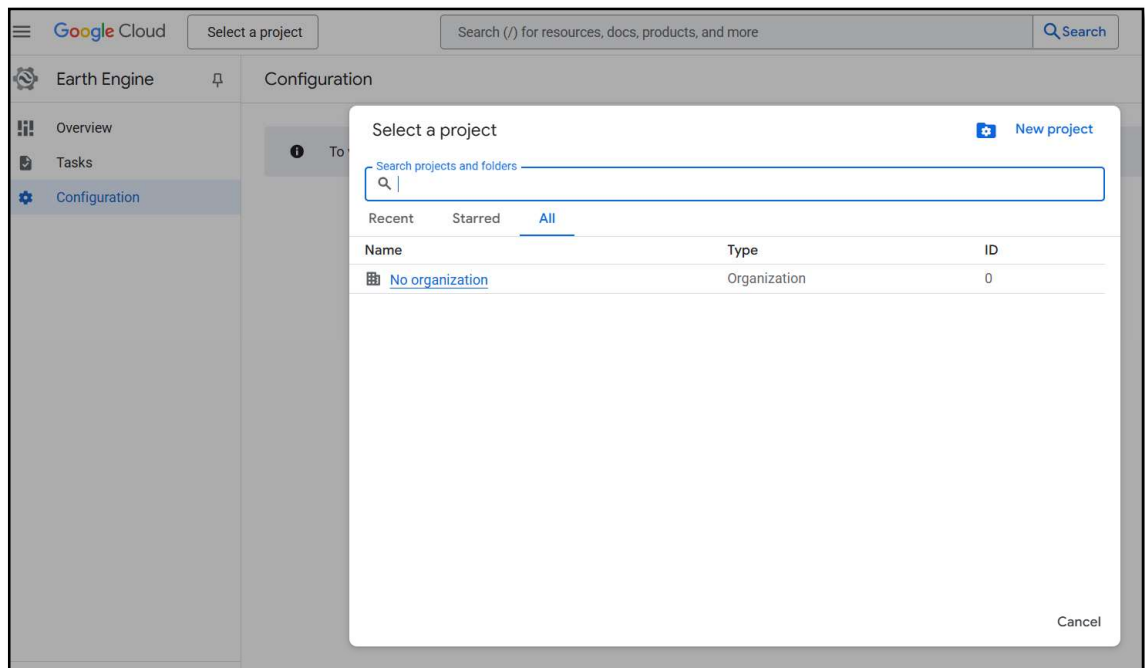 Google Cloud
Select a project
Search (/) for resources, docs, products, and more
Search
Earth Engine
Configuration
Overview
Tasks
Configuration
To
Select a project
New project
Search projects and folders
Recent Starred All
Name Type ID
No organization Organization 0
Cancel